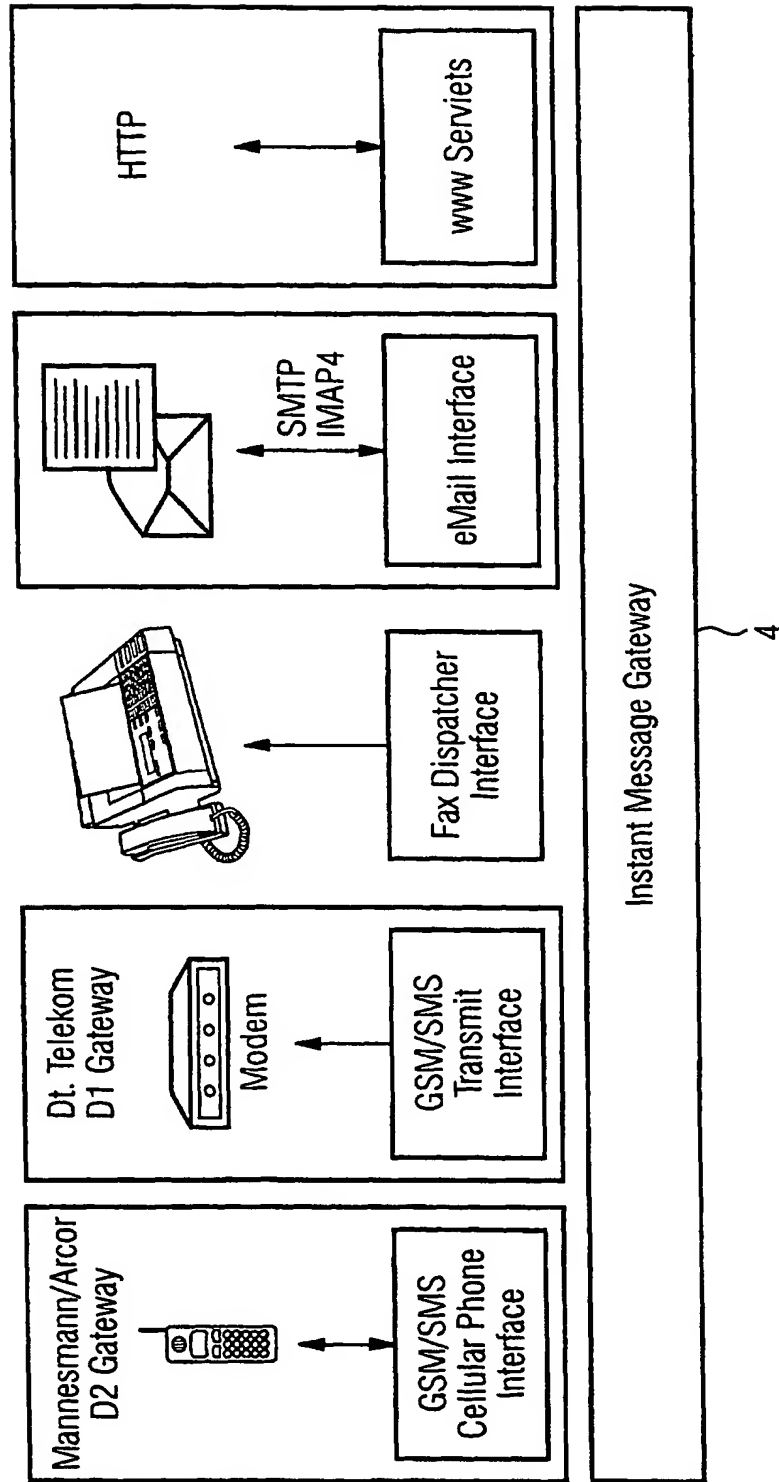 Mannesmann/Arcor
D2 Gateway
GSM/SMS
Cellular Phone
Interface
Dt. Telekom
D1 Gateway
Modem
GSM/SMS
Transmit
Interface
Fax Dispatcher
Interface
SMTP
IMAP4
eMail Interface
HTTP
www Serviets
Instant Message Gateway
4